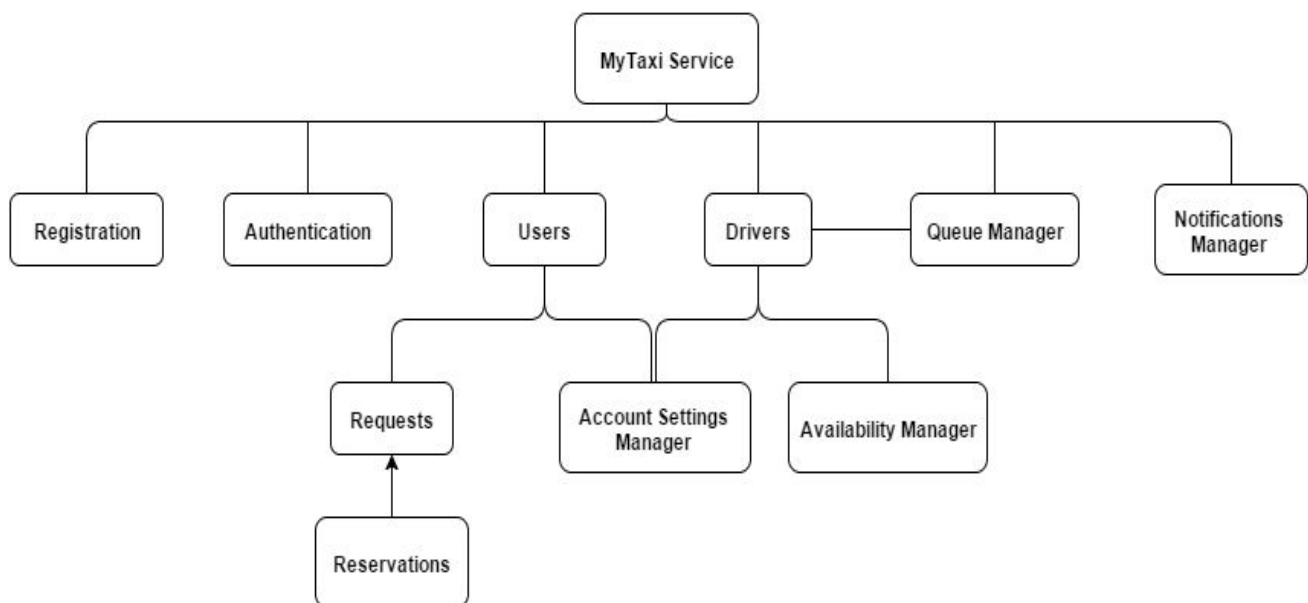 MyTaxi Service
Registration
Authentication
Users
Drivers
Queue Manager
Notifications
Manager
Requests
Account Settings
Manager
Availability Manager
Reservations